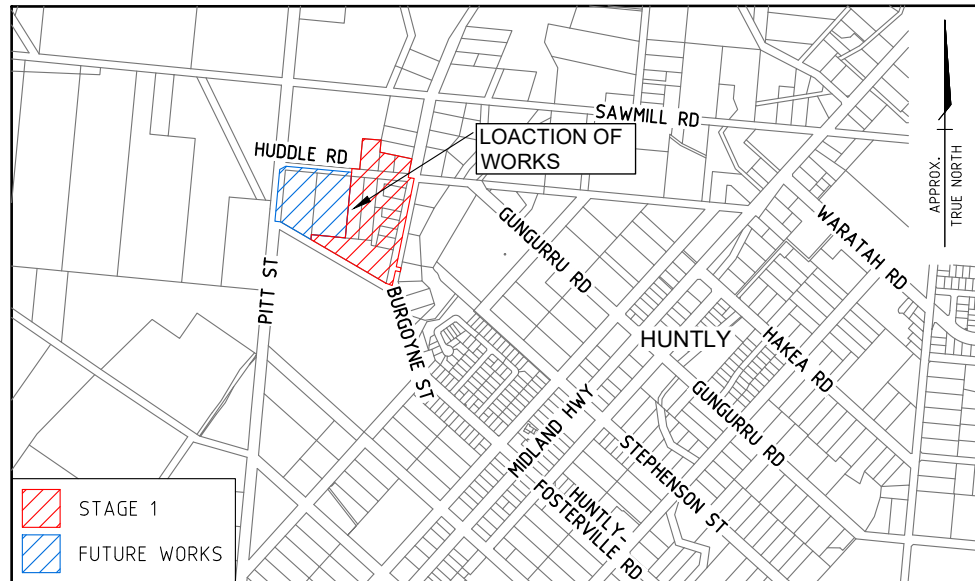 SAWMILL RD
LOACTION OF
WORKS
HUDDLE RD
APPROX.
TRUE NORTH
GUNGURRU RD
WARATAH RD
PITT ST
BURGOYNE ST
HUNTLY
HAKEA RD
GUNGURRU RD
MIDLAND HWY
STEPHENSON ST
HUNTLY-
FOSTERVILLE RD
STAGE 1
FUTURE WORKS